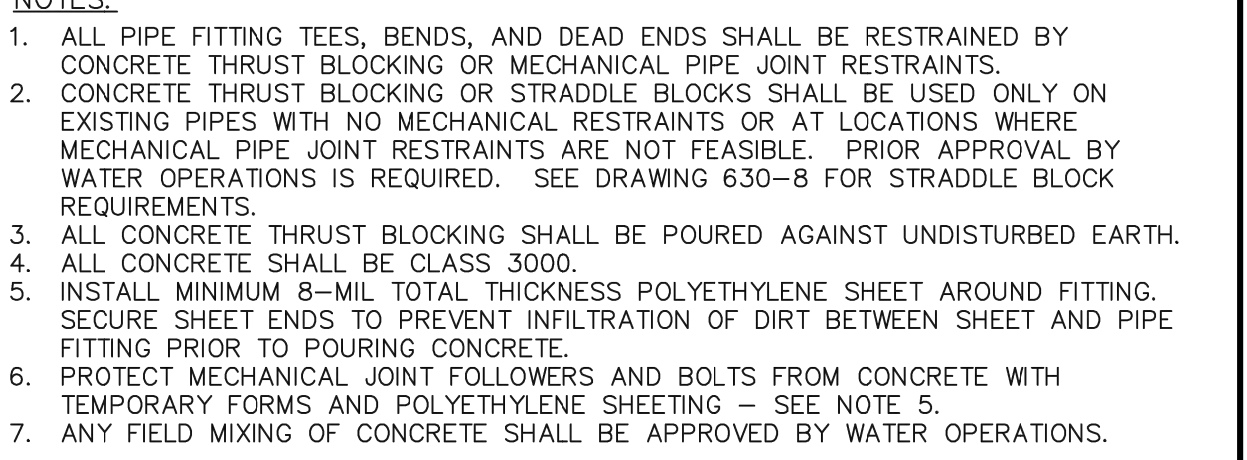 NOTES:
1. ALL PIPE FITTING TEES, BENDS, AND DEAD ENDS SHALL BE RESTRAINED BY
CONCRETE THRUST BLOCKING OR MECHANICAL PIPE JOINT RESTRAINTS.
2. CONCRETE THRUST BLOCKING OR STRADDLE BLOCKS SHALL BE USED ONLY ON
EXISTING PIPES WITH NO MECHANICAL RESTRAINTS OR AT LOCATIONS WHERE
MECHANICAL PIPE JOINT RESTRAINTS ARE NOT FEASIBLE. PRIOR APPROVAL BY
WATER OPERATIONS IS REQUIRED. SEE DRAWING 630-8 FOR STRADDLE BLOCK
REQUIREMENTS.
3. ALL CONCRETE THRUST BLOCKING SHALL BE POURED AGAINST UNDISTURBED EARTH.
4. ALL CONCRETE SHALL BE CLASS 3000.
5. INSTALL MINIMUM 8-MIL TOTAL THICKNESS POLYETHYLENE SHEET AROUND FITTING.
SECURE SHEET ENDS TO PREVENT INFILTRATION OF DIRT BETWEEN SHEET AND PIPE
FITTING PRIOR TO POURING CONCRETE.
6. PROTECT MECHANICAL JOINT FOLLOWERS AND BOLTS FROM CONCRETE WITH
TEMPORARY FORMS AND POLYETHYLENE SHEETING – SEE NOTE 5.
7. ANY FIELD MIXING OF CONCRETE SHALL BE APPROVED BY WATER OPERATIONS.